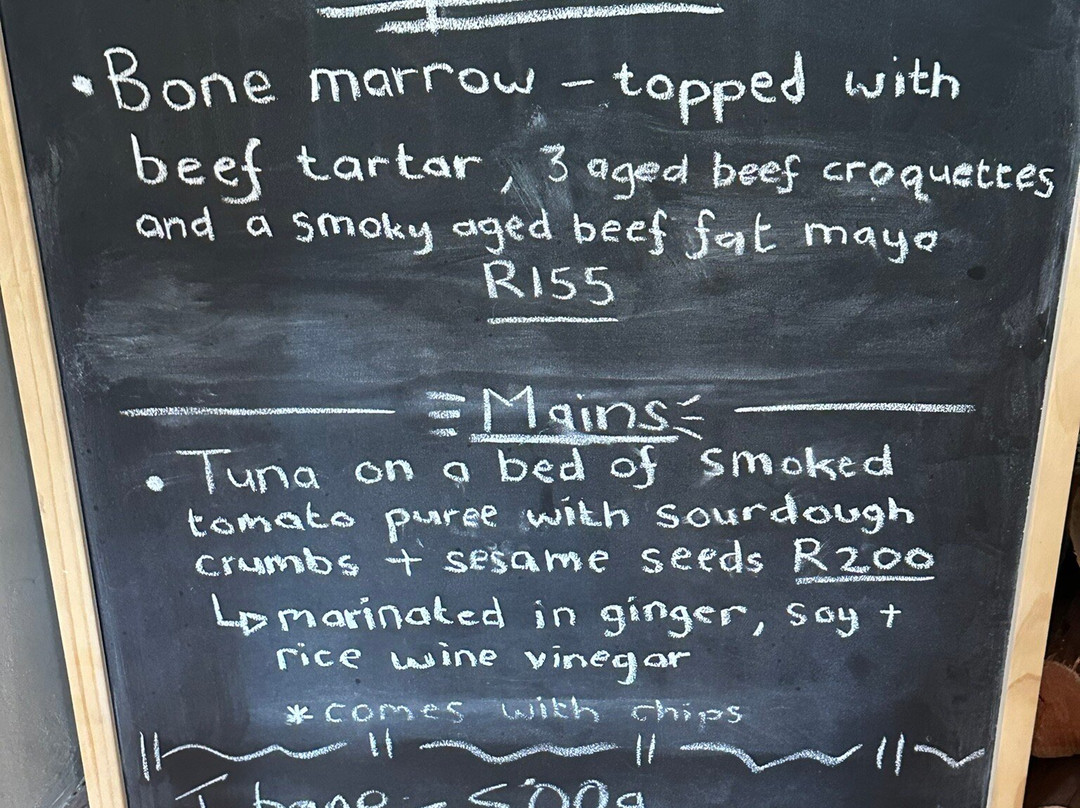 • Bone marrow – topped with
beef tartar, 3 aged beef croquettes
and a smoky aged beef fat mayo
R155
Mains
• Tuna on a bed of smoked
tomato puree with sourdough
crumbs + sesame seeds R200
↳ marinated in ginger, soy +
rice wine vinegar
* comes with chips
T bone - 500g